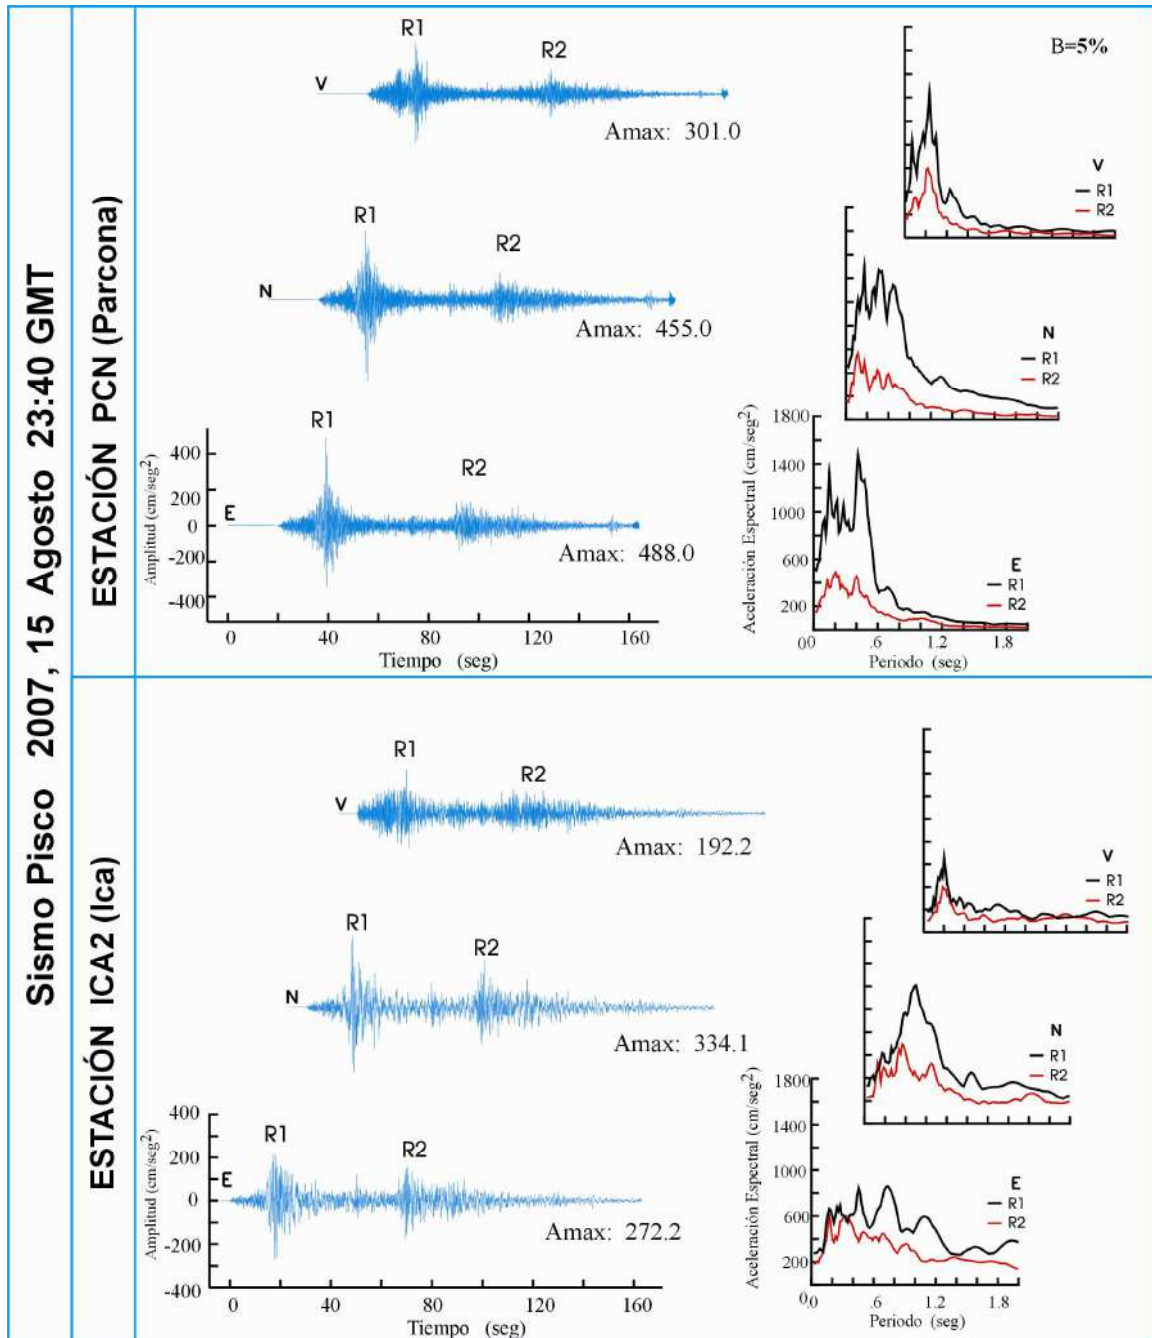 Sismo Pisco 2007, 15 Agosto 23:40 GMT
ESTACIÓN PCN (Parcona)
R1
R2
V
Amax: 301.0
B=5%
V
R1
R2
R1
R2
N
Amax: 455.0
N
R1
R2
R1
R2
E
Amax: 488.0
Amplitud (cm/seg2)
400
200
0
-200
-400
0 40 80 120 160
Tiempo (seg)
Aceleración Espectral (cm/seg2)
1800
1400
1000
600
200
00 .6 1.2 1.8
Periodo (seg)
E
R1
R2
ESTACIÓN ICA2 (Ica)
R1
R2
V
Amax: 192.2
V
R1
R2
R1
R2
N
Amax: 334.1
N
R1
R2
R1
R2
E
Amax: 272.2
Amplitud (cm/seg2)
400
200
0
-200
-400
0 40 80 120 160
Tiempo (seg)
Aceleración Espectral (cm/seg2)
1800
1400
1000
600
200
00 .6 1.2 1.8
Periodo (seg)
E
R1
R2